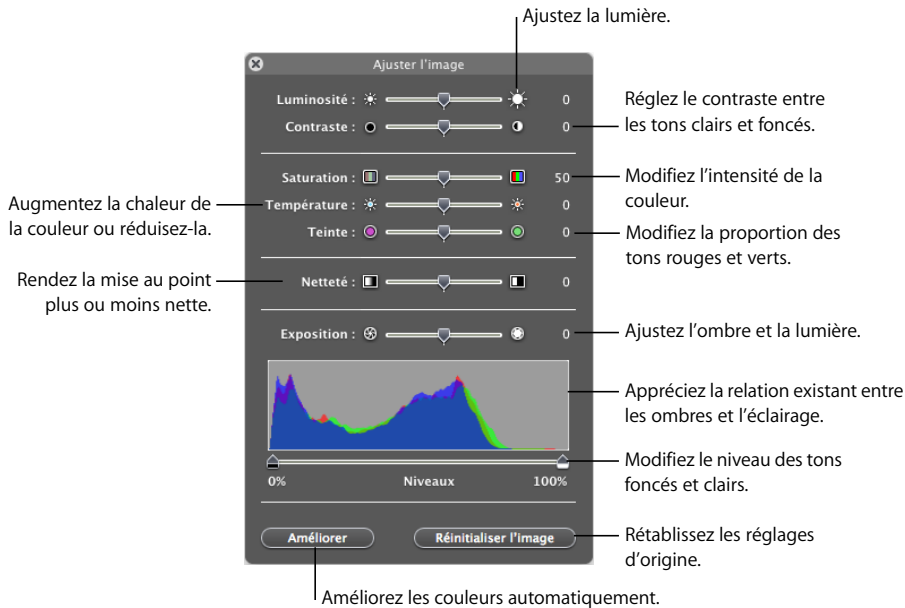 Ajustez la lumière.
Ajuster l'image
Luminosité : 0
Contraste : 0
Réglez le contraste entre
les tons clairs et foncés.
Saturation : 50
Modifiez l'intensité de la
couleur.
Augmentez la chaleur de
la couleur ou réduisez-la.
Température : 0
Teinte : 0
Modifiez la proportion des
tons rouges et verts.
Rendez la mise au point
plus ou moins nette.
Netteté : 0
Exposition : 0
Ajustez l'ombre et la lumière.
Appréciez la relation existant entre
les ombres et l'éclairage.
Modifiez le niveau des tons
foncés et clairs.
0% Niveaux 100%
Améliorer Réinitialiser l'image
Rétablissez les réglages
d'origine.
Améliorez les couleurs automatiquement.